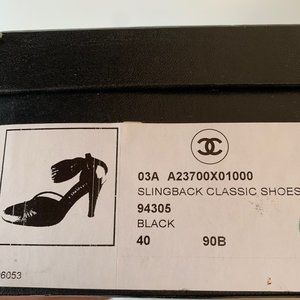 03A A23700X01000
SLINGBACK CLASSIC SHOES
94305
BLACK
40 90B
6053